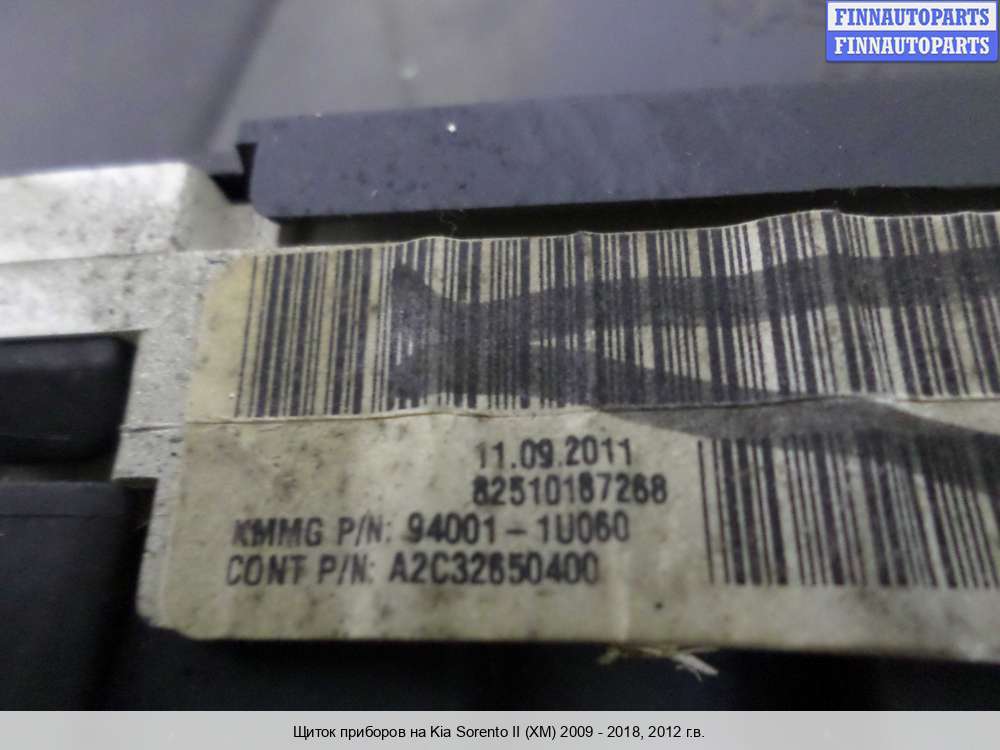 FINNAUTOPARTS
FINNAUTOPARTS
11.09.2011
82510187268
KMMG P/N: 94001-1U060
CONT P/N: A2C32650400
Щиток приборов на Kia Sorento II (XM) 2009 - 2018, 2012 г.в.